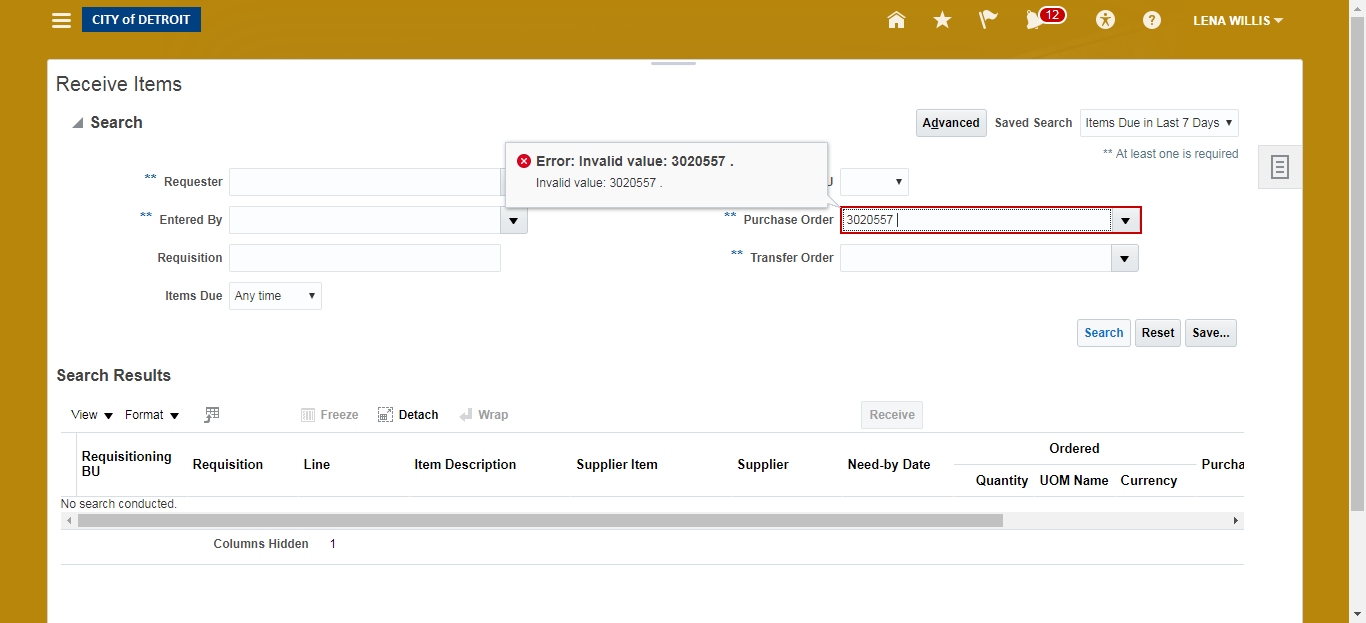 CITY of DETROIT
12
LENA WILLIS
Receive Items
Search
Advanced
Saved Search
Items Due in Last 7 Days
** At least one is required
Error: Invalid value: 3020557 .
Invalid value: 3020557 .
** Requester
** Entered By
** Purchase Order
3020557
Requisition
** Transfer Order
Items Due
Any time
Search
Reset
Save...
Search Results
View
Format
Freeze
Detach
Wrap
Receive
Requisitioning BU
Requisition
Line
Item Description
Supplier Item
Supplier
Need-by Date
Ordered
Quantity
UOM Name
Currency
Purcha
No search conducted.
Columns Hidden 1